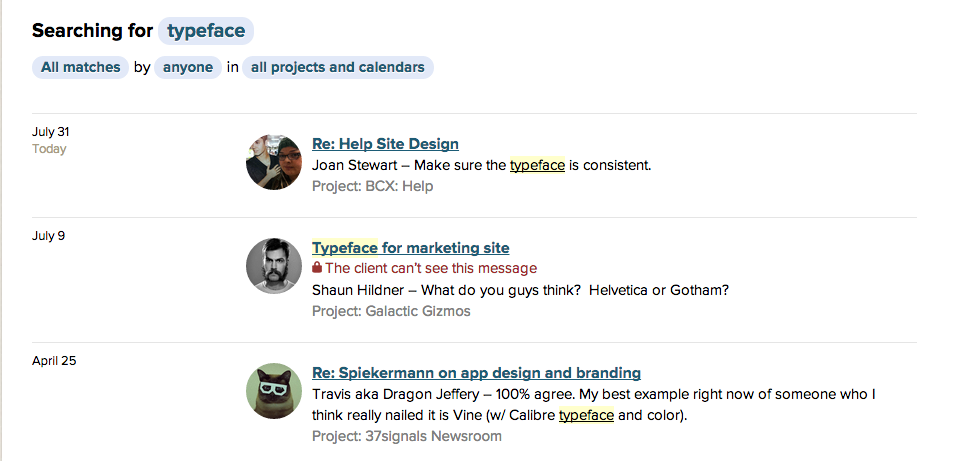 Searching for typeface
All matches by anyone in all projects and calendars
July 31
Today
Re: Help Site Design
Joan Stewart – Make sure the typeface is consistent.
Project: BCX: Help
July 9
Typeface for marketing site
The client can't see this message
Shaun Hildner – What do you guys think?  Helvetica or Gotham?
Project: Galactic Gizmos
April 25
Re: Spiekermann on app design and branding
Travis aka Dragon Jeffery – 100% agree. My best example right now of someone who I
think really nailed it is Vine (w/ Calibre typeface and color).
Project: 37signals Newsroom